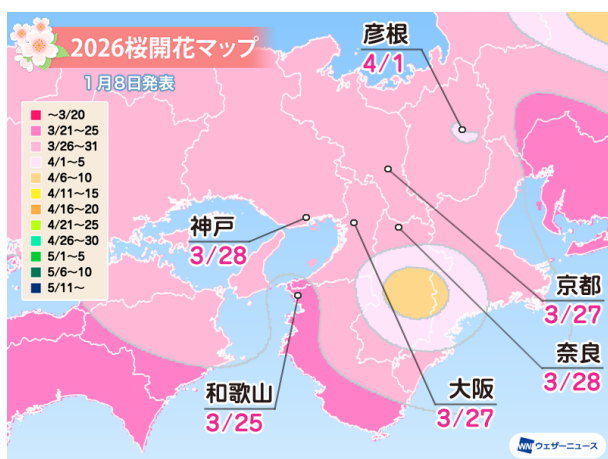 2026桜開花マップ
1月8日発表
～3/20
3/21～25
3/26～31
4/1～5
4/6～10
4/11～15
4/16～20
4/21～25
4/26～30
5/1～5
5/6～10
5/11～
彦根
4/1
神戸
3/28
京都
3/27
奈良
3/28
大阪
3/27
和歌山
3/25
WN ウェザーニュース